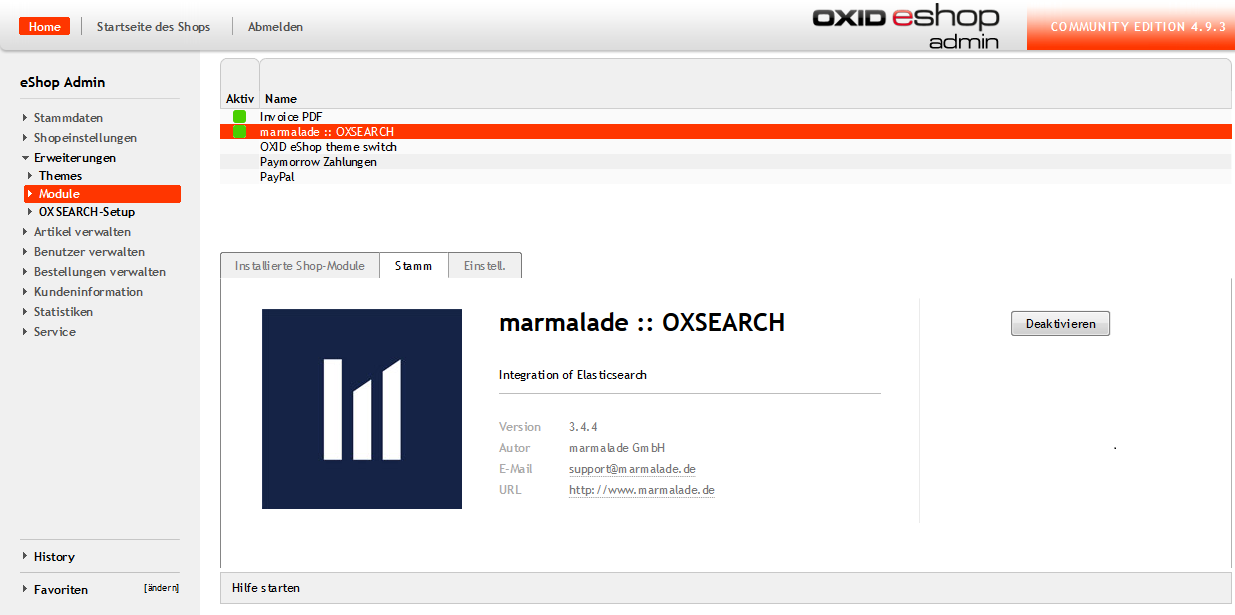 Home
Startseite des Shops
Abmelden
OXID eshop
admin
COMMUNITY EDITION 4.9.3
eShop Admin
Stammdaten
Shopeinstellungen
Erweiterungen
Themes
Module
OXSEARCH-Setup
Artikel verwalten
Benutzer verwalten
Bestellungen verwalten
Kundeninformation
Statistiken
Service
History
Favoriten [ändern]
Aktiv Name
Invoice PDF
marmalade :: OXSEARCH
OXID eShop theme switch
Paymorrow Zahlungen
PayPal
Installierte Shop-Module
Stamm
Einstell.
marmalade :: OXSEARCH
Deaktivieren
Integration of Elasticsearch
Version 3.4.4
Autor marmalade GmbH
E-Mail support@marmalade.de
URL http://www.marmalade.de
Hilfe starten